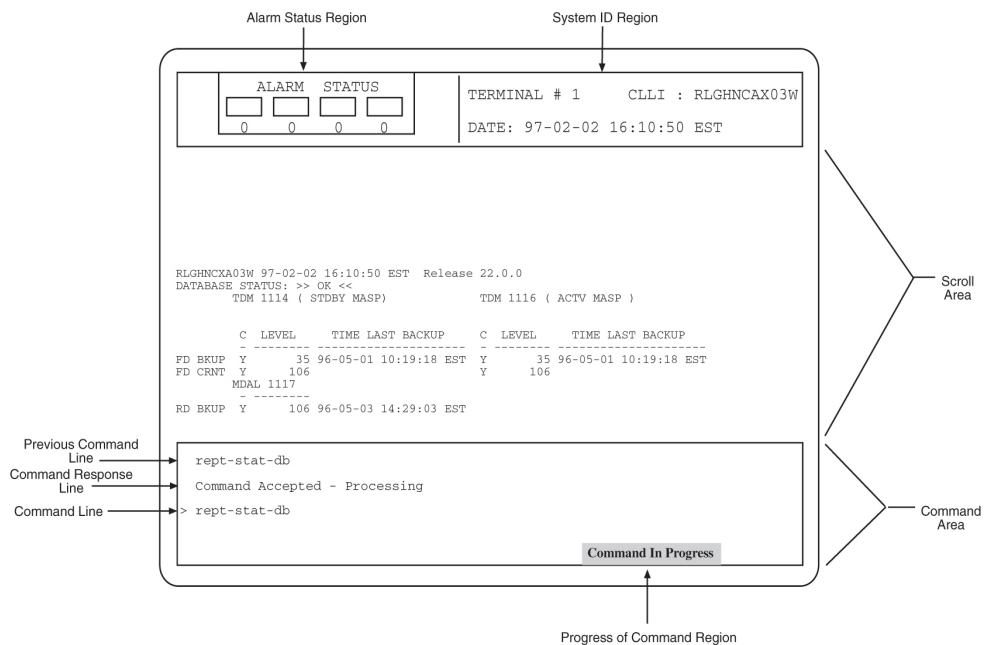 Alarm Status Region
System ID Region
ALARM STATUS
0 0 0 0
TERMINAL # 1 CLLI : RLGHNCAX03W
DATE: 97-02-02 16:10:50 EST
RLGHNCXA03W 97-02-02 16:10:50 EST Release 22.0.0
DATABASE STATUS: >> OK <<
TDM 1114 ( STDBY MASP) TDM 1116 ( ACTV MASP )
C LEVEL TIME LAST BACKUP C LEVEL TIME LAST BACKUP
- -------- --------------------- - -------- ---------------------
FD BKUP Y 35 96-05-01 10:19:18 EST Y 35 96-05-01 10:19:18 EST
FD CRNT Y 106 Y 106
MDAL 1117
- --------
RD BKUP Y 106 96-05-03 14:29:03 EST
Scroll
Area
Previous Command
Line
rept-stat-db
Command Response
Line
Command Accepted - Processing
Command Line
> rept-stat-db
Command
Area
Command In Progress
Progress of Command Region